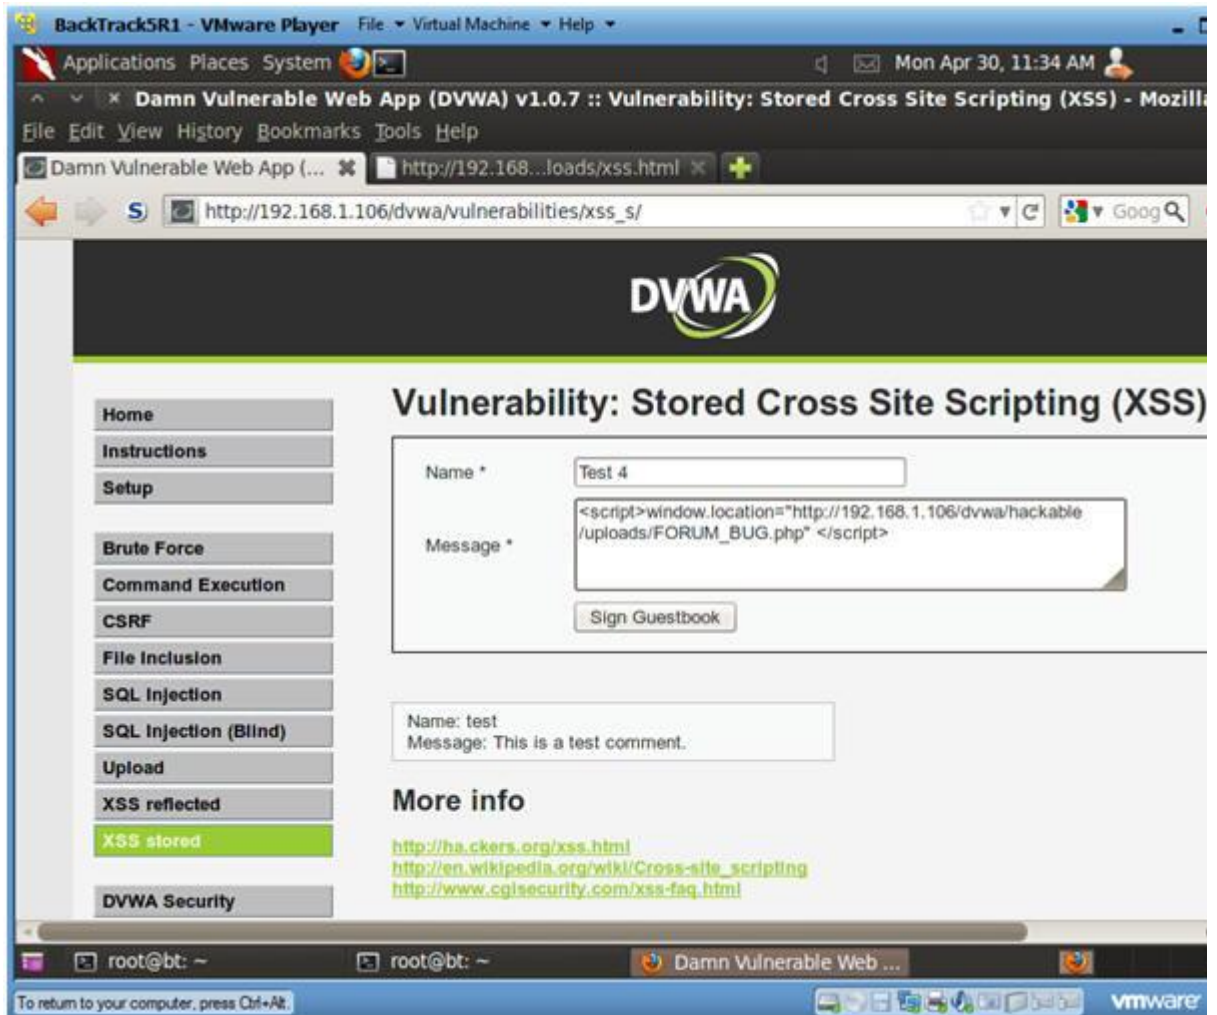 BackTrack5R1 - VMware Player File Virtual Machine Help
Applications Places System Mon Apr 30, 11:34 AM
Damn Vulnerable Web App (DVWA) v1.0.7 :: Vulnerability: Stored Cross Site Scripting (XSS) - Mozilla
File Edit View History Bookmarks Tools Help
Damn Vulnerable Web App (... http://192.168...loads/xss.html
S http://192.168.1.106/dvwa/vulnerabilities/xss_s/ Goog
DVWA
Vulnerability: Stored Cross Site Scripting (XSS)
Home
Instructions
Setup
Brute Force
Command Execution
CSRF
File Inclusion
SQL Injection
SQL Injection (Blind)
Upload
XSS reflected
XSS stored
DVWA Security
Name * Test 4
Message * <script>window.location="http://192.168.1.106/dvwa/hackable
/uploads/FORUM_BUG.php" </script>
Sign Guestbook
Name: test
Message: This is a test comment.
More info
http://ha.ckers.org/xss.html
http://en.wikipedia.org/wiki/Cross-site_scripting
http://www.cgisecurity.com/xss-faq.html
root@bt: ~ root@bt: ~ Damn Vulnerable Web ...
To return to your computer, press Ctrl+Alt. vmware